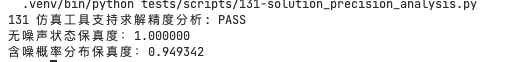 .venv/bin/python tests/scripts/131-solution_precision_analysis.py
131 仿真工具支持求解精度分析: PASS
无噪声状态保真度: 1.000000
含噪概率分布保真度: 0.949342